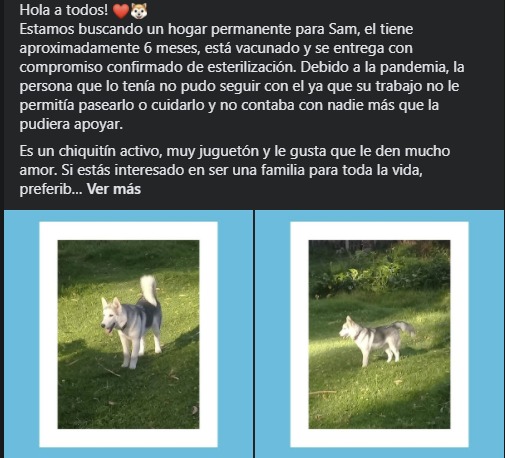 Hola a todos! ❤️🐶
Estamos buscando un hogar permanente para Sam, el tiene
aproximadamente 6 meses, está vacunado y se entrega con
compromiso confirmado de esterilización. Debido a la pandemia, la
persona que lo tenía no pudo seguir con el ya que su trabajo no le
permitía pasearlo o cuidarlo y no contaba con nadie más que la
pudiera apoyar.
Es un chiquitín activo, muy juguetón y le gusta que le den mucho
amor. Si estás interesado en ser una familia para toda la vida,
preferib... Ver más